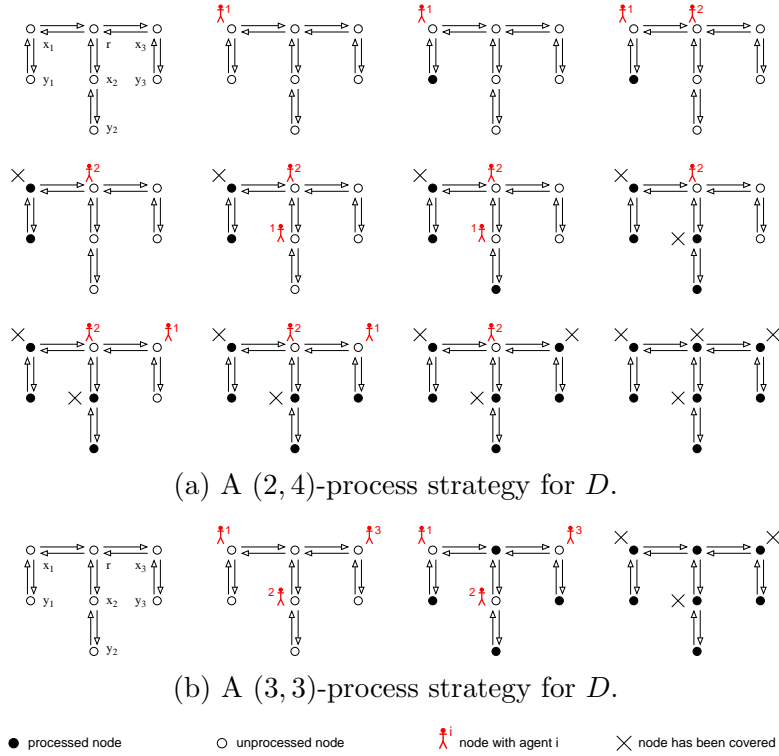 1
1
1
2
x₁
r
x₃
y₁
x₂
y₃
y₂
2
2
2
2
1
1
2
1
2
1
2
(a) A (2, 4)-process strategy for D.
1
3
1
3
x₁
r
x₃
y₁
x₂
y₃
2
2
y₂
(b) A (3, 3)-process strategy for D.
processed node
unprocessed node
i
node with agent i
node has been covered